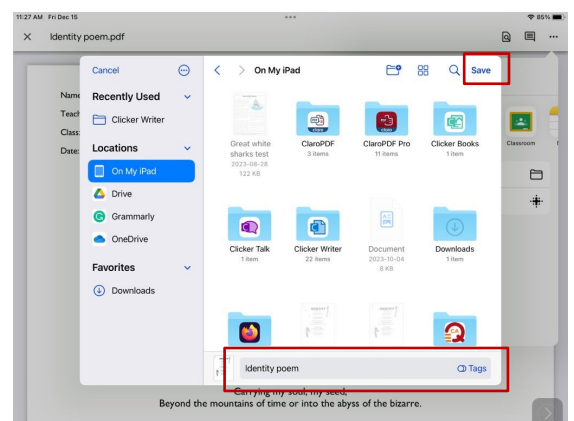 11:27 AM Fri Dec 15
85%
Identity poem.pdf
Name
Teach
Class:
Date:
Cancel
Recently Used
Clicker Writer
Locations
On My iPad
Drive
Grammarly
OneDrive
Favorites
Downloads
On My iPad
Save
Great white
sharks test
2023-08-28
122 KB
ClaroPDF
3 items
ClaroPDF Pro
11 items
Clicker Books
1 item
Clicker Talk
1 item
Clicker Writer
22 items
Document
2023-10-04
8 KB
Downloads
1 item
Identity poem
Tags
Classroom
Carrying my soul, my seed,
Beyond the mountains of time or into the abyss of the bizarre.